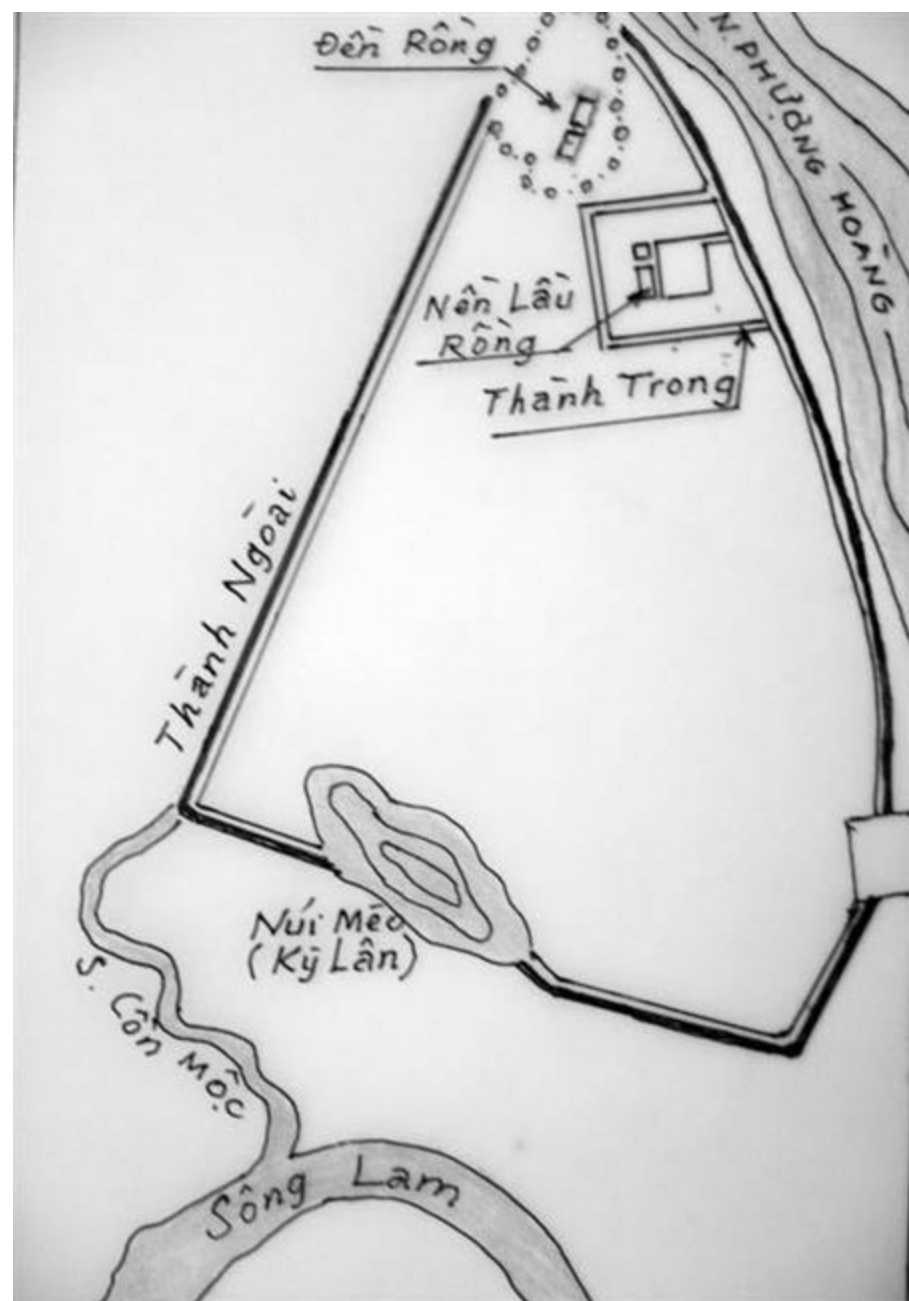 Đền Rồng
N. PHƯỢNG HOÀNG
Nền Lầu
Rồng
Thành Trong
Thành Ngoài
Núi Mèo
(Kỳ Lân)
S. Cồn Mộc
Sông Lam